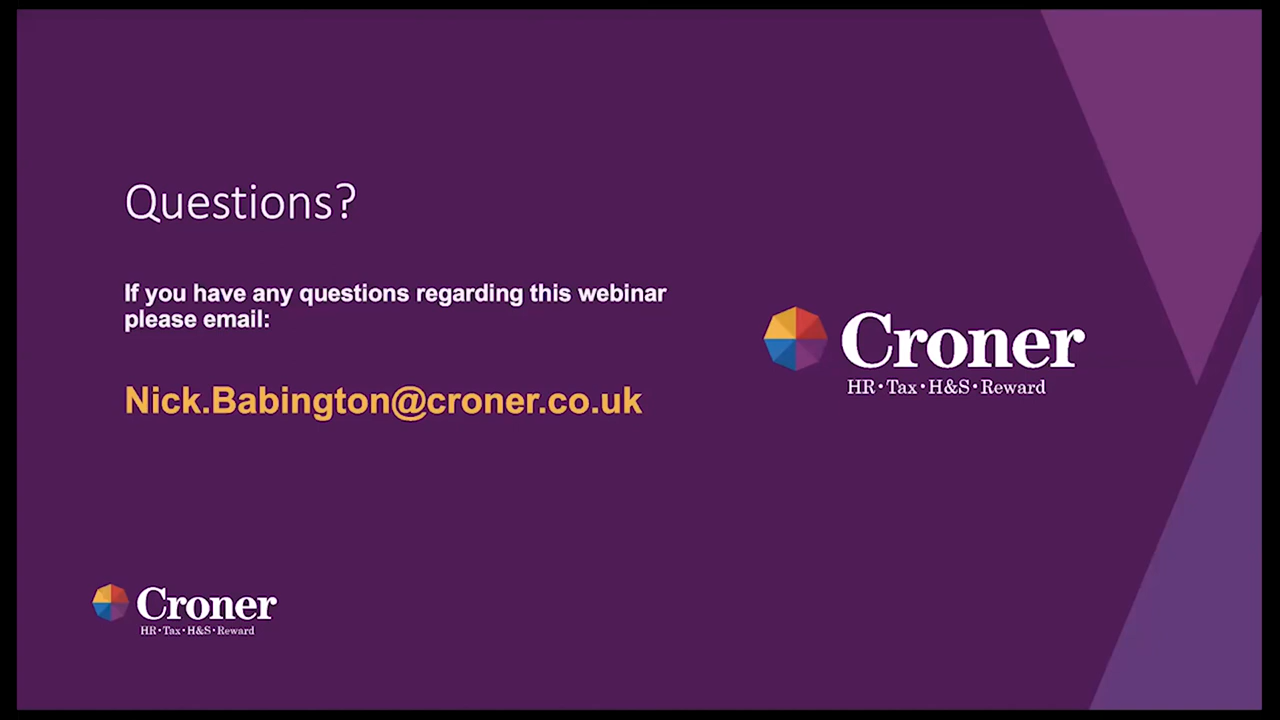 Questions?
If you have any questions regarding this webinar
please email:
Nick.Babington@croner.co.uk
Croner
HR•Tax•H&S•Reward
Croner
HR•Tax•H&S•Reward